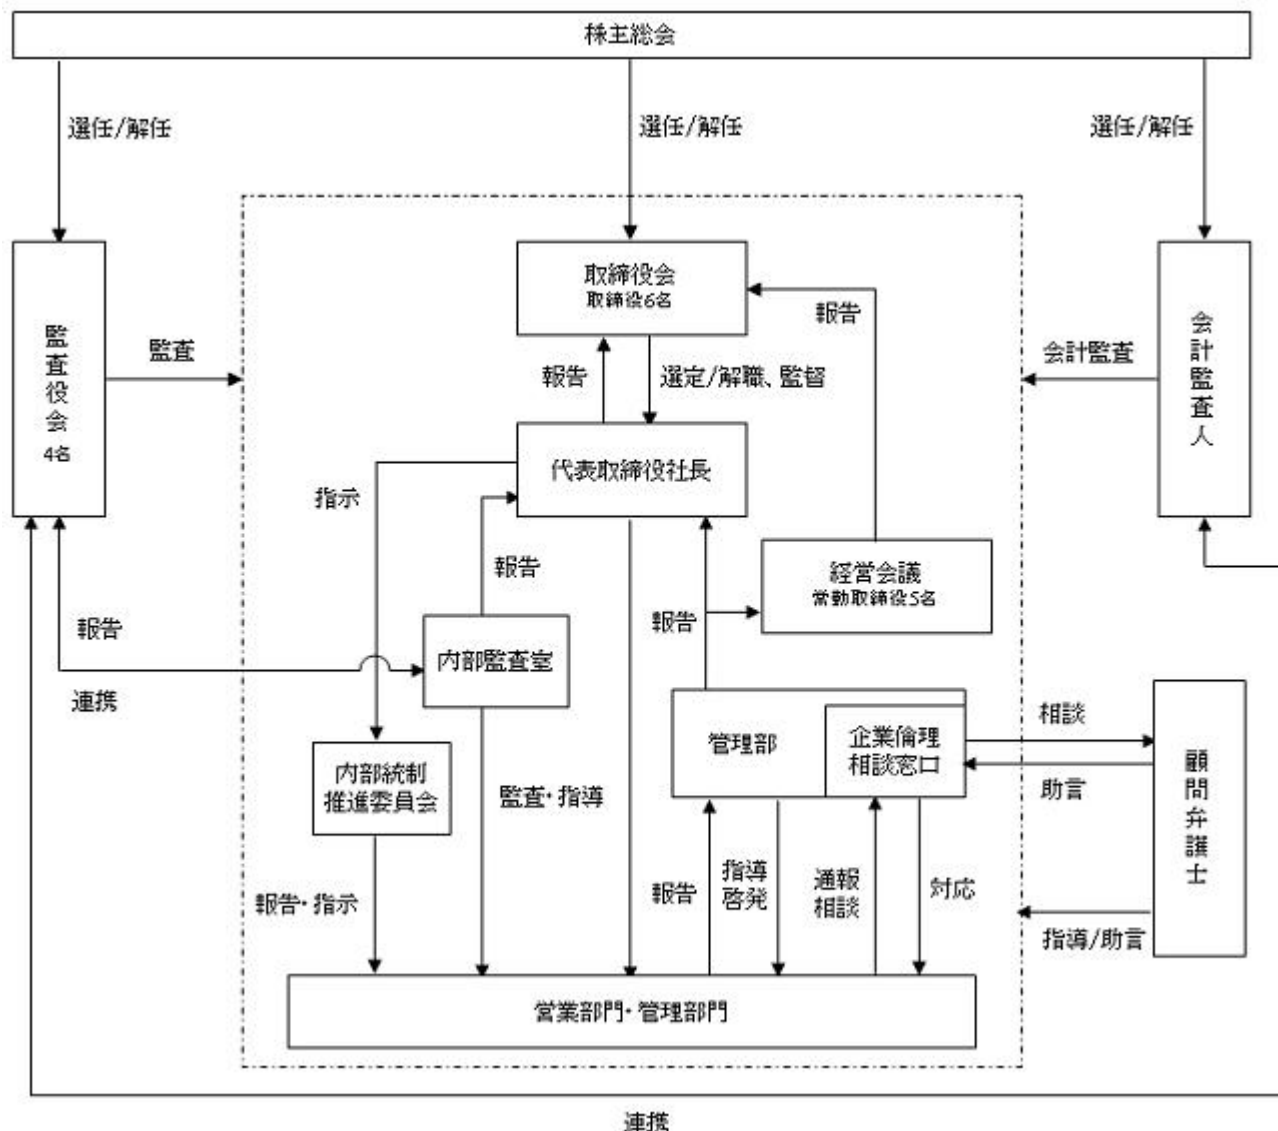 株主総会
選任/解任
選任/解任
選任/解任
取締役会
取締役6名
報告
監査役会
4名
監査
会計監査
会計監査人
報告
選定/解職、監督
代表取締役社長
指示
報告
経営会議
常勤取締役5名
報告
報告
内部監査室
連携
相談
管理部
企業倫理
相談窓口
内部統制
推進委員会
助言
顧問弁護士
監査・指導
報告・指示
報告
指導
啓発
通報
相談
対応
指導/助言
営業部門・管理部門
連携